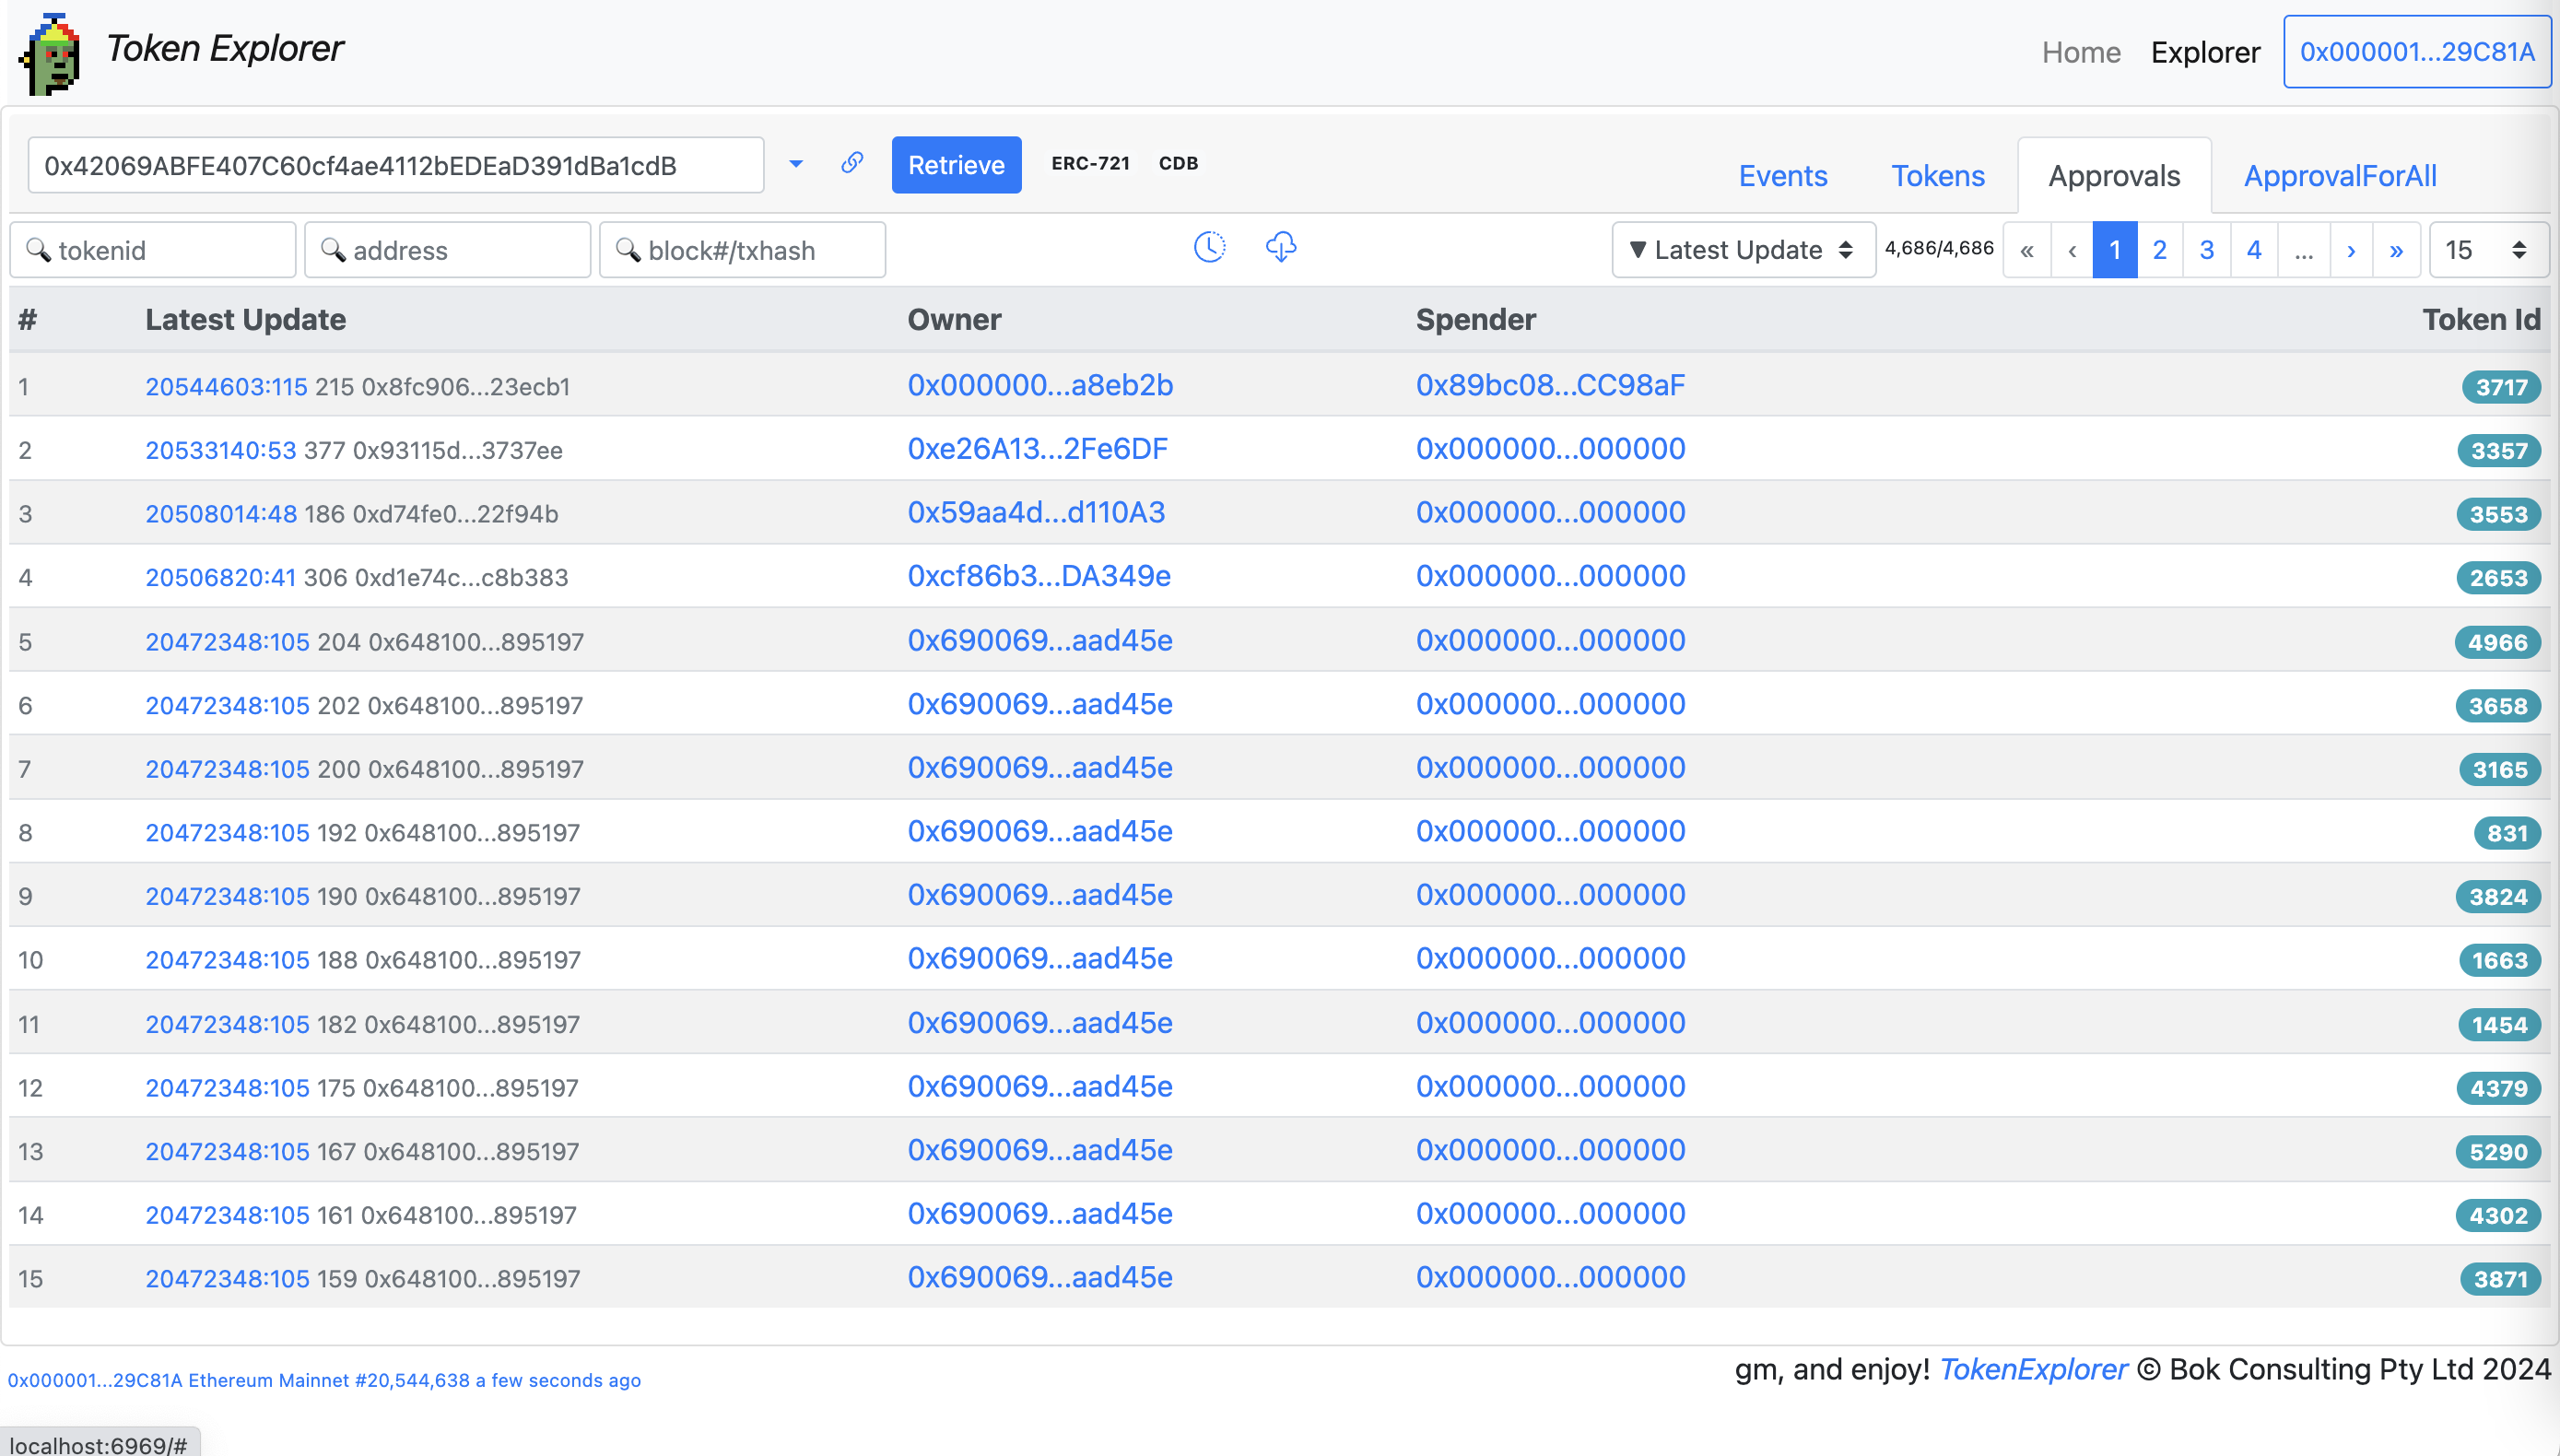 Token Explorer Home Explorer 0x000001...29C81A
0x42069ABFE407C60cf4ae4112bEDEaD391dBa1cdB Retrieve ERC-721 CDB Events Tokens Approvals ApprovalForAll
🔍 tokenid 🔍 address 🔍 block#/txhash ▼ Latest Update 4,686/4,686 « ‹ 1 2 3 4 ... › » 15
# Latest Update Owner Spender Token Id
1 20544603:115 215 0x8fc906...23ecb1 0x000000...a8eb2b 0x89bc08...CC98aF 3717
2 20533140:53 377 0x93115d...3737ee 0xe26A13...2Fe6DF 0x000000...000000 3357
3 20508014:48 186 0xd74fe0...22f94b 0x59aa4d...d110A3 0x000000...000000 3553
4 20506820:41 306 0xd1e74c...c8b383 0xcf86b3...DA349e 0x000000...000000 2653
5 20472348:105 204 0x648100...895197 0x690069...aad45e 0x000000...000000 4966
6 20472348:105 202 0x648100...895197 0x690069...aad45e 0x000000...000000 3658
7 20472348:105 200 0x648100...895197 0x690069...aad45e 0x000000...000000 3165
8 20472348:105 192 0x648100...895197 0x690069...aad45e 0x000000...000000 831
9 20472348:105 190 0x648100...895197 0x690069...aad45e 0x000000...000000 3824
10 20472348:105 188 0x648100...895197 0x690069...aad45e 0x000000...000000 1663
11 20472348:105 182 0x648100...895197 0x690069...aad45e 0x000000...000000 1454
12 20472348:105 175 0x648100...895197 0x690069...aad45e 0x000000...000000 4379
13 20472348:105 167 0x648100...895197 0x690069...aad45e 0x000000...000000 5290
14 20472348:105 161 0x648100...895197 0x690069...aad45e 0x000000...000000 4302
15 20472348:105 159 0x648100...895197 0x690069...aad45e 0x000000...000000 3871
0x000001...29C81A Ethereum Mainnet #20,544,638 a few seconds ago gm, and enjoy! TokenExplorer © Bok Consulting Pty Ltd 2024
localhost:6969/#